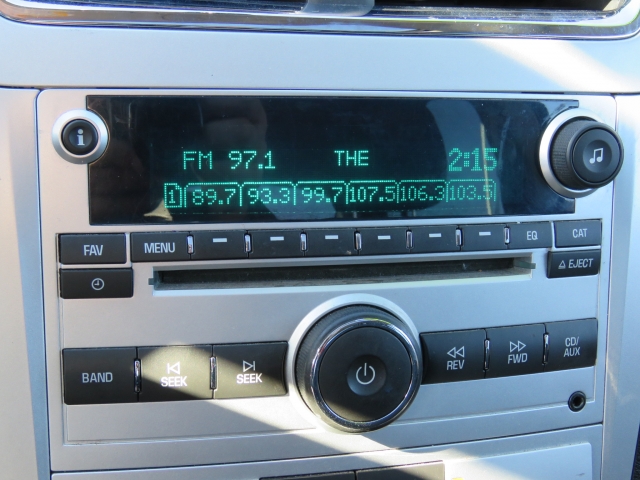 FM 97.1 THE 2:15
1 89.7 93.3 99.7 107.5 106.3 103.5
i
FAV MENU EQ CAT
EJECT
BAND SEEK SEEK REV FWD CD/AUX